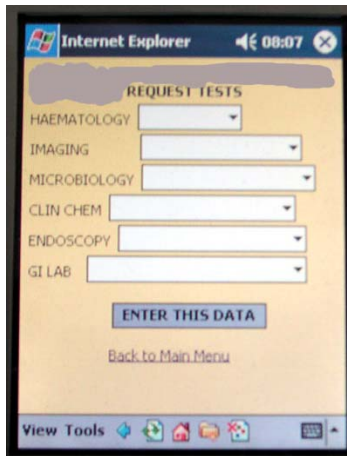 Internet Explorer 08:07
REQUEST TESTS
HAEMATOLOGY
IMAGING
MICROBIOLOGY
CLIN CHEM
ENDOSCOPY
GI LAB
ENTER THIS DATA
Back to Main Menu
View Tools